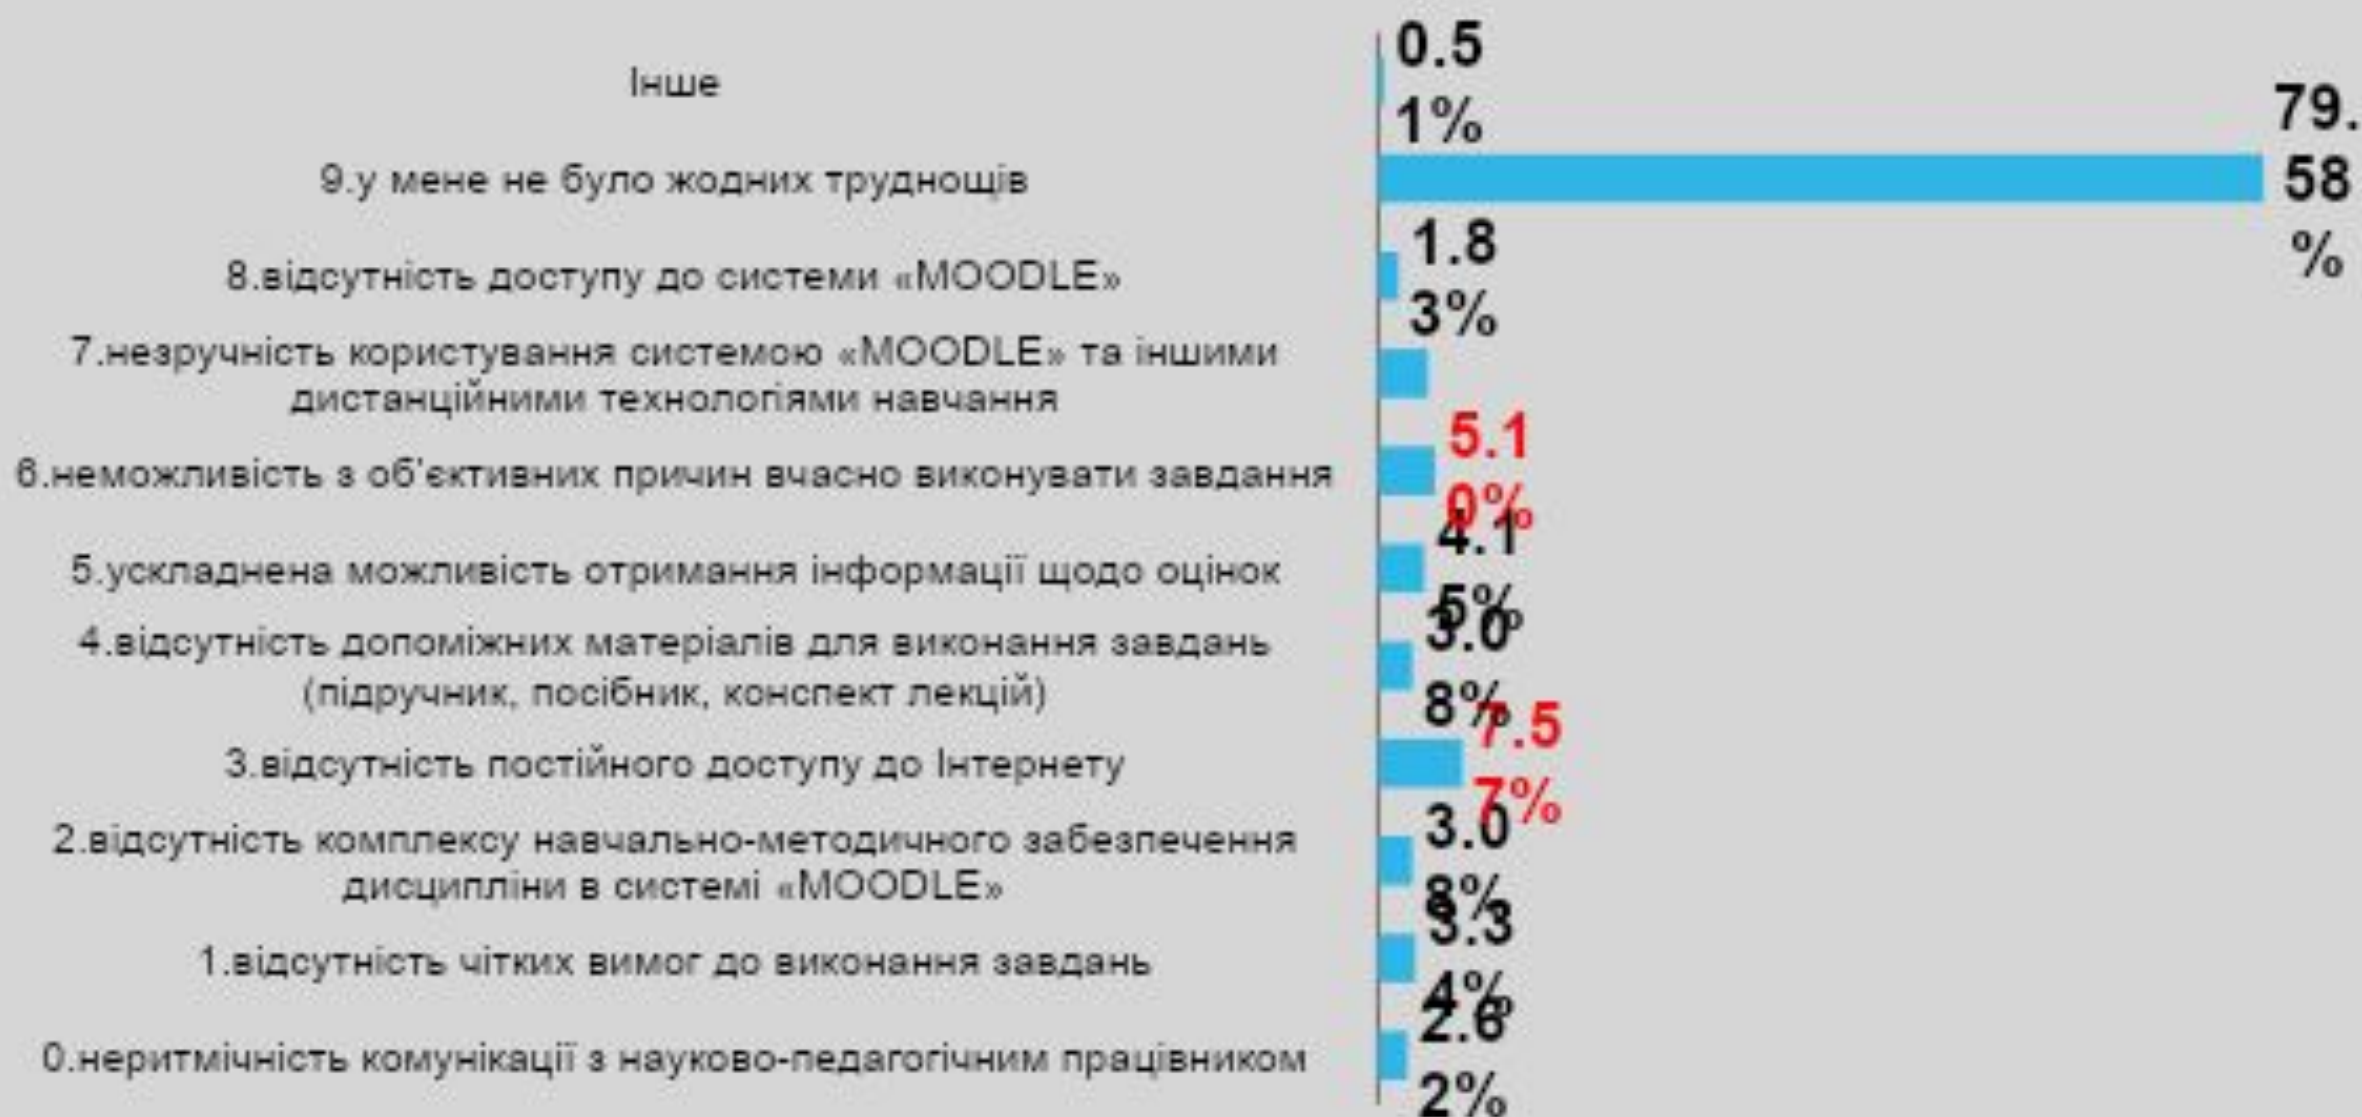 Інше
0.5
1%
9.у мене не було жодних труднощів
79.
58
%
8.відсутність доступу до системи «MOODLE»
1.8
3%
7.незручність користування системою «MOODLE» та іншими
дистанційними технологіями навчання
6.неможливість з об'єктивних причин вчасно виконувати завдання
5.1
0%
5.ускладнена можливість отримання інформації щодо оцінок
4.1
5%
4.відсутність допоміжних матеріалів для виконання завдань
(підручник, посібник, конспект лекцій)
3.0
8%
3.відсутність постійного доступу до Інтернету
7.5
7%
2.відсутність комплексу навчально-методичного забезпечення
дисципліни в системі «MOODLE»
3.0
8%
1.відсутність чітких вимог до виконання завдань
3.3
4%
0.неритмічність комунікації з науково-педагогічним працівником
2.6
2%